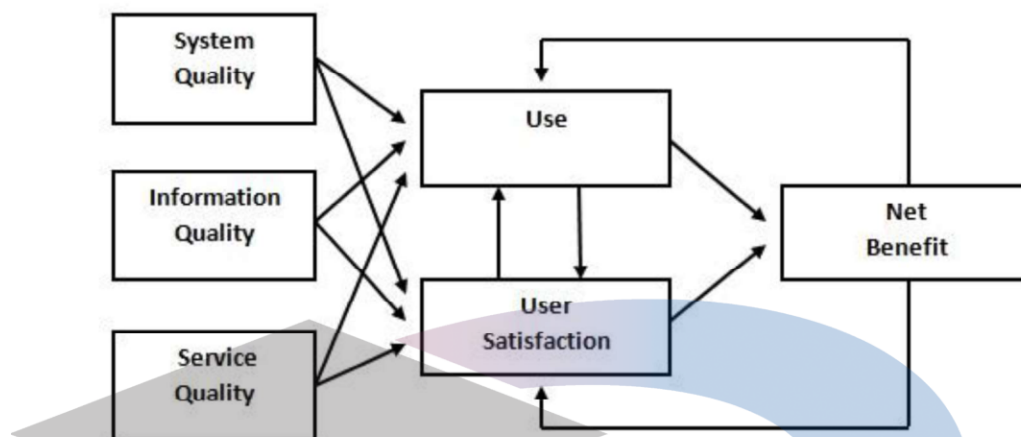 System
Quality
Use
Information
Quality
Net
Benefit
User
Satisfaction
Service
Quality